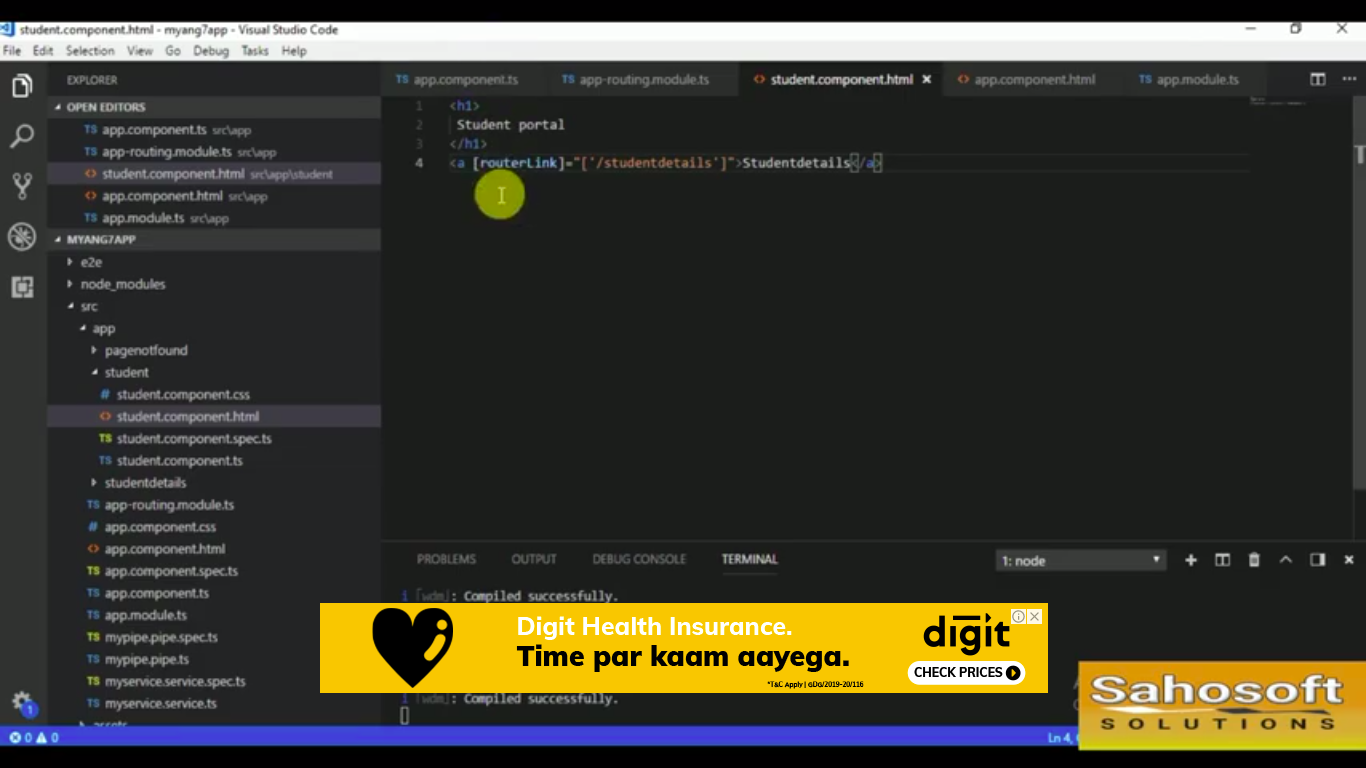 student.component.html - myang7app - Visual Studio Code
File Edit Selection View Go Debug Tasks Help
EXPLORER
OPEN EDITORS
TS app.component.ts src\app
TS app-routing.module.ts src\app
<> student.component.html src\app\student
<> app.component.html src\app
TS app.module.ts src\app
MYANG7APP
e2e
node_modules
src
app
pagenotfound
student
# student.component.css
<> student.component.html
TS student.component.spec.ts
TS student.component.ts
studentdetails
TS app-routing.module.ts
# app.component.css
<> app.component.html
TS app.component.spec.ts
TS app.component.ts
TS app.module.ts
TS mypipe.pipe.spec.ts
TS mypipe.pipe.ts
TS myservice.service.spec.ts
TS myservice.service.ts
assets
TS app.component.ts TS app-routing.module.ts <> student.component.html × <> app.component.html TS app.module.ts
1 <h1>
2 Student portal
3 </h1>
4 <a [routerLink]="['/studentdetails']">Studentdetails</a>
PROBLEMS OUTPUT DEBUG CONSOLE TERMINAL 1: node
i ｢wdm｣: Compiled successfully.
Digit Health Insurance.
Time par kaam aayega.
*T&C Apply | GDG/2019-20/116
digit
CHECK PRICES
｢wdm｣: Compiled successfully.
Sahosoft
SOLUTIONS
1
0 0
Ln 4,